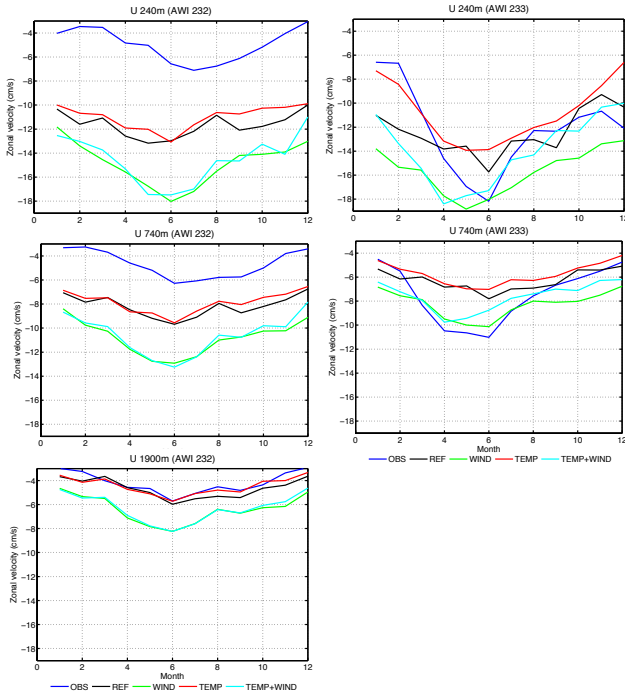 U 240m (AWI 232)
Zonal velocity (cm/s)
−4
−6
−8
−10
−12
−14
−16
−18
0 2 4 6 8 10 12
U 240m (AWI 233)
Zonal velocity (cm/s)
−4
−6
−8
−10
−12
−14
−16
−18
0 2 4 6 8 10 12
U 740m (AWI 232)
Zonal velocity (cm/s)
−4
−6
−8
−10
−12
−14
−16
−18
0 2 4 6 8 10 12
U 740m (AWI 233)
Zonal velocity (cm/s)
−4
−6
−8
−10
−12
−14
−16
−18
0 2 4 6 8 10 12
Month
OBS REF WIND TEMP TEMP+WIND
U 1900m (AWI 232)
Zonal velocity (cm/s)
−4
−6
−8
−10
−12
−14
−16
−18
0 2 4 6 8 10 12
Month
OBS REF WIND TEMP TEMP+WIND